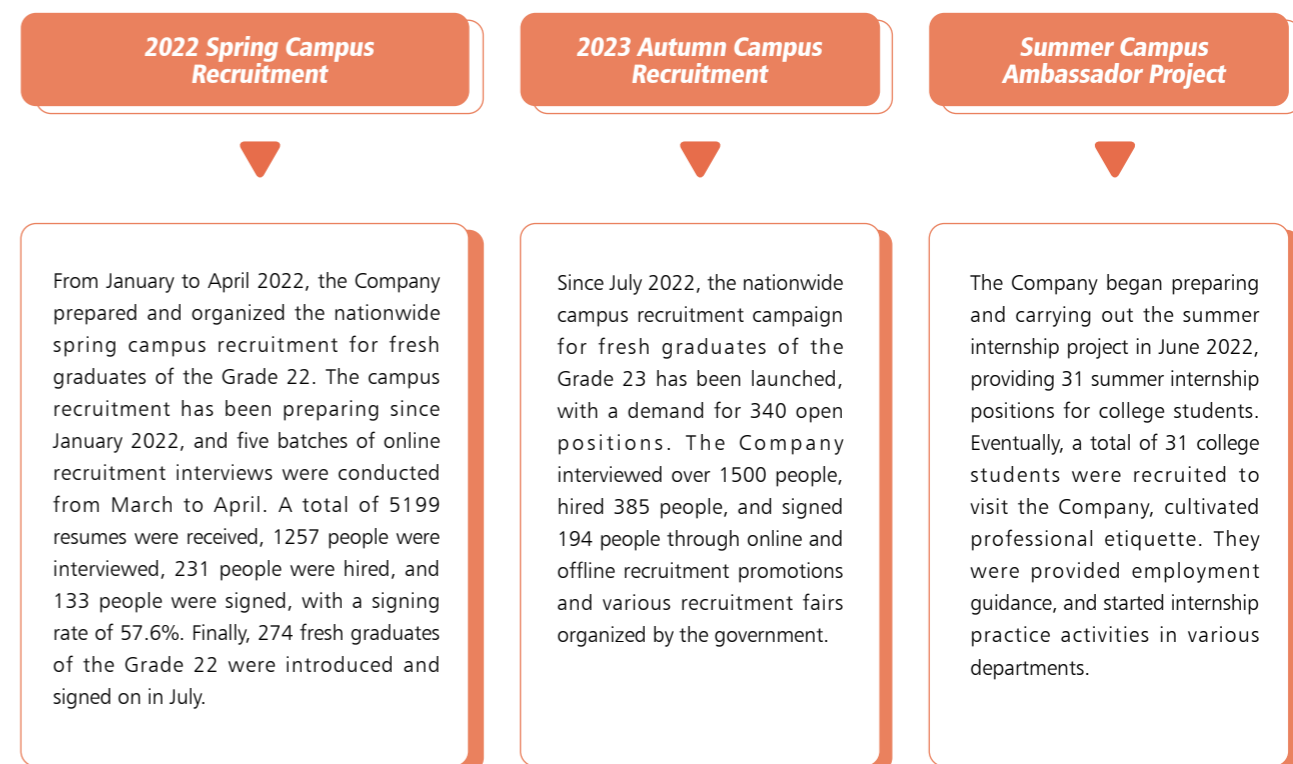 2022 Spring Campus
Recruitment
From January to April 2022, the Company
prepared and organized the nationwide
spring campus recruitment for fresh
graduates of the Grade 22. The campus
recruitment has been preparing since
January 2022, and five batches of online
recruitment interviews were conducted
from March to April. A total of 5199
resumes were received, 1257 people were
interviewed, 231 people were hired, and
133 people were signed, with a signing
rate of 57.6%. Finally, 274 fresh graduates
of the Grade 22 were introduced and
signed on in July.
2023 Autumn Campus
Recruitment
Since July 2022, the nationwide
campus recruitment campaign
for fresh graduates of the
Grade 23 has been launched,
with a demand for 340 open
positions. The Company
interviewed over 1500 people,
hired 385 people, and signed
194 people through online and
offline recruitment promotions
and various recruitment fairs
organized by the government.
Summer Campus
Ambassador Project
The Company began preparing
and carrying out the summer
internship project in June 2022,
providing 31 summer internship
positions for college students.
Eventually, a total of 31 college
students were recruited to
visit the Company, cultivated
professional etiquette. They
were provided employment
guidance, and started internship
practice activities in various
departments.